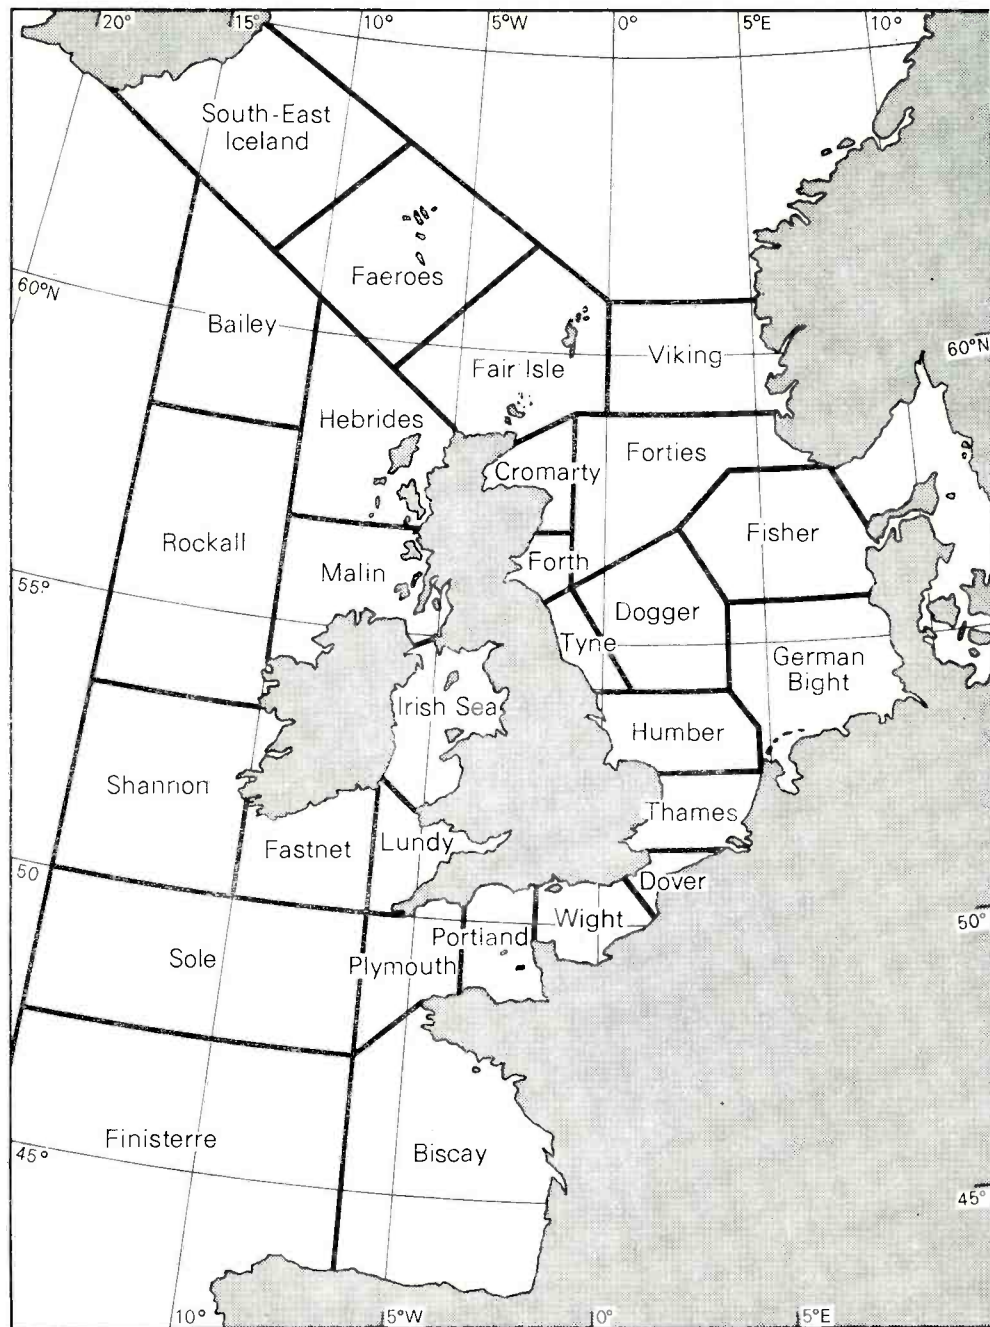 20° 15° 10° 5°W 0° 5°E 10°
South-East
Iceland
Faeroes
60°N
Bailey
Fair Isle
Viking
60°N
Hebrides
Cromarty
Forties
Rockall
Fisher
Malin
Forth
55°
Dogger
Tyne
German
Bight
Irish Sea
Humber
Shannon
Thames
Fastnet
Lundy
50
Dover
Wight
50°
Portland
Sole
Plymouth
Finisterre
45°
Biscay
45°
10° 5°W 0° 5°E